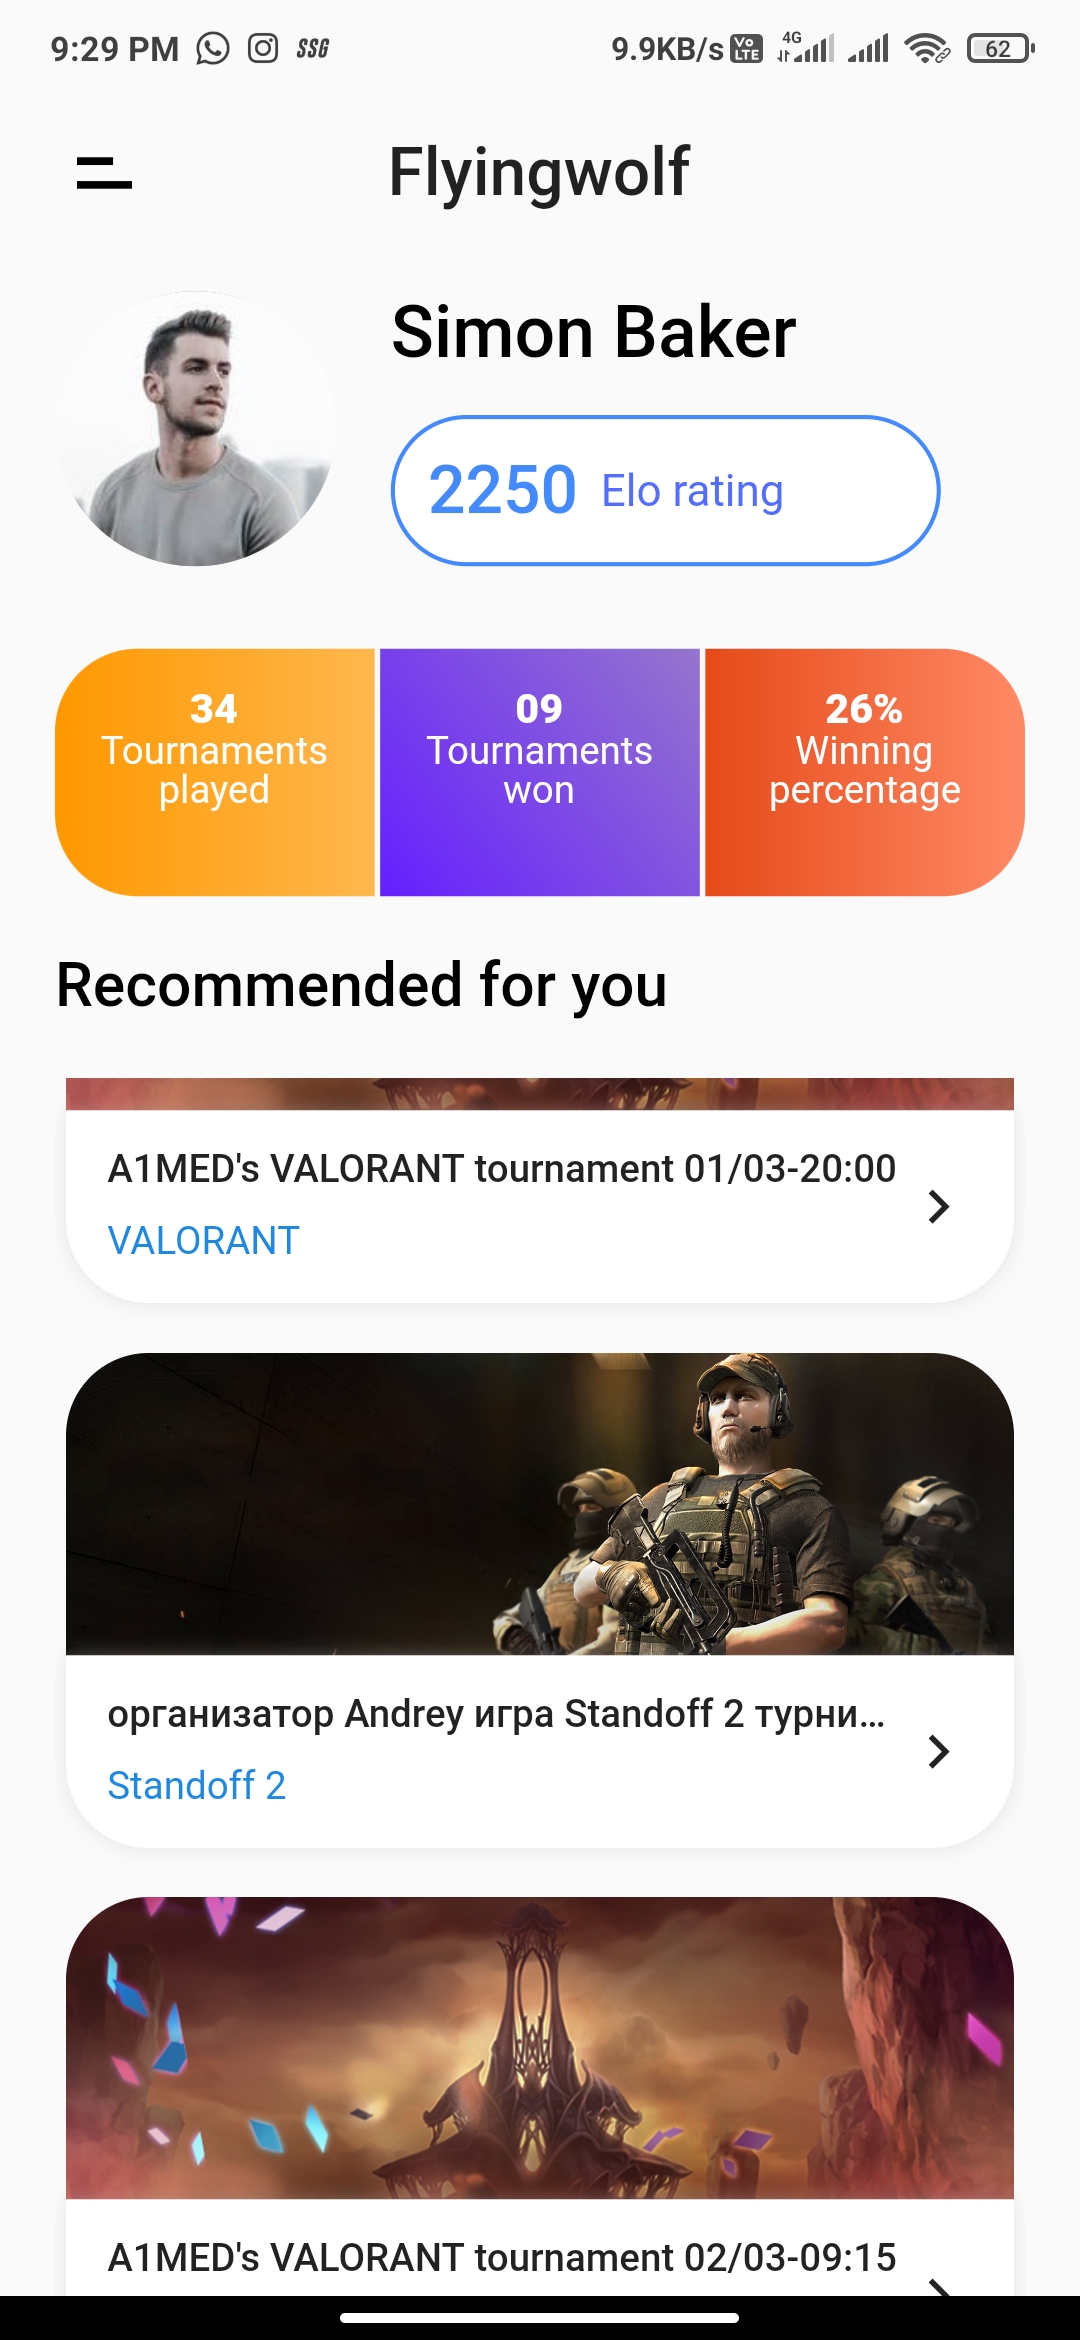 9:29 PM SSG 9.9KB/s Vo LTE 4G 62
Flyingwolf
Simon Baker
2250 Elo rating
34
Tournaments
played
09
Tournaments
won
26%
Winning
percentage
Recommended for you
A1MED's VALORANT tournament 01/03-20:00
VALORANT
организатор Andrey игра Standoff 2 турни...
Standoff 2
A1MED's VALORANT tournament 02/03-09:15